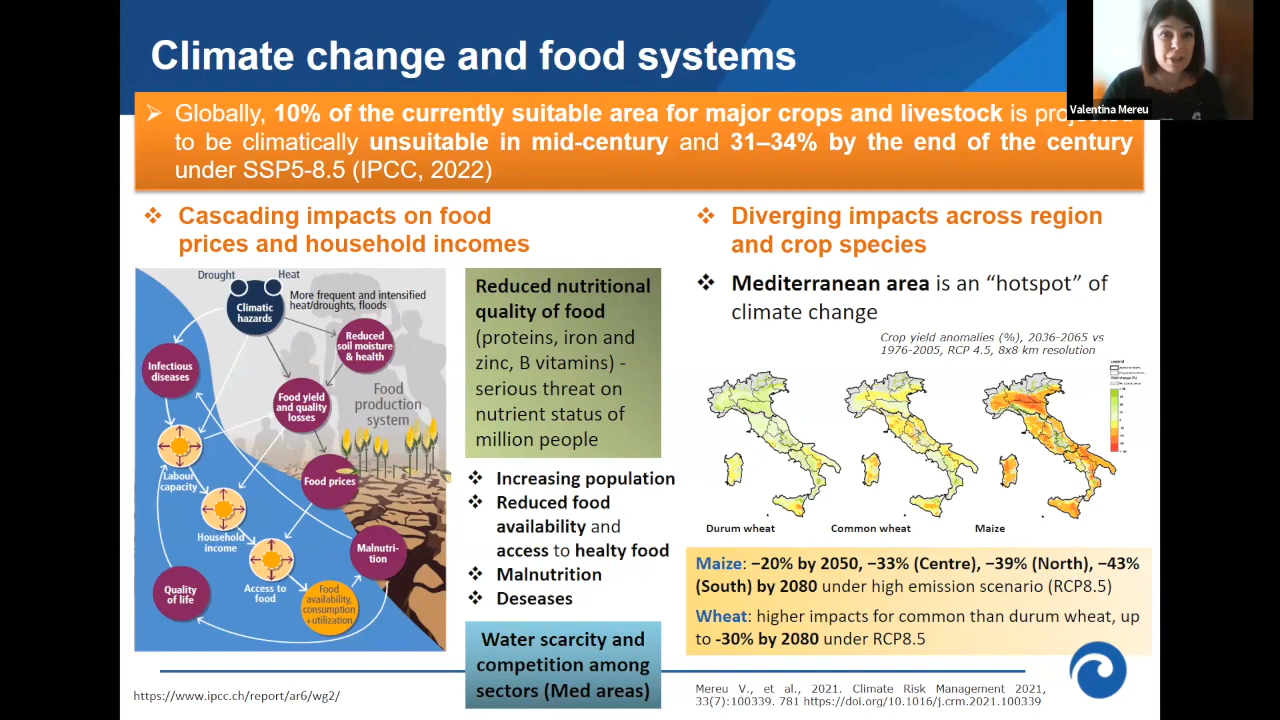 Climate change and food systems
Valentina Mereu
➢ Globally, 10% of the currently suitable area for major crops and livestock is projected
to be climatically unsuitable in mid-century and 31–34% by the end of the century
under SSP5-8.5 (IPCC, 2022)
❖ Cascading impacts on food
prices and household incomes
Drought
Heat
Climatic
hazards
More frequent and intensified
heat/droughts, floods
Reduced
soil moisture
& health
Infectious
diseases
Food yield
and quality
losses
Food
production
system
Labour
capacity
Food prices
Household
income
Malnutri-
tion
Access to
food
Quality
of life
Food
availability,
consumption
+utilization
https://www.ipcc.ch/report/ar6/wg2/
Reduced nutritional
quality of food
(proteins, iron and
zinc, B vitamins) -
serious threat on
nutrient status of
million people
❖ Increasing population
❖ Reduced food
availability and
access to healty food
❖ Malnutrition
❖ Deseases
Water scarcity and
competition among
sectors (Med areas)
❖ Diverging impacts across region
and crop species
❖ Mediterranean area is an “hotspot” of
climate change
Crop yield anomalies (%), 2036-2065 vs
1976-2005, RCP 4.5, 8x8 km resolution
Durum wheat
Common wheat
Maize
Maize: −20% by 2050, −33% (Centre), −39% (North), −43%
(South) by 2080 under high emission scenario (RCP8.5)
Wheat: higher impacts for common than durum wheat, up
to -30% by 2080 under RCP8.5
Mereu V., et al., 2021. Climate Risk Management 2021,
33(7):100339. 781 https://doi.org/10.1016/j.crm.2021.100339